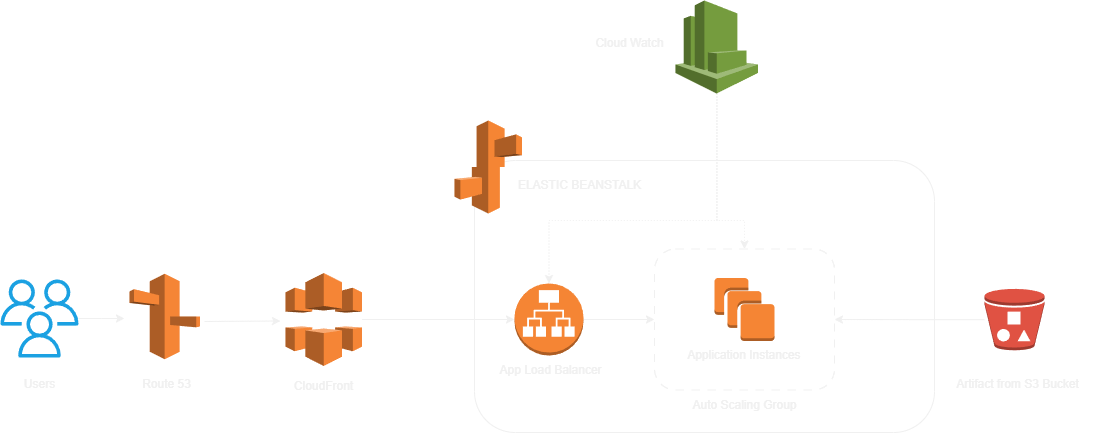 Cloud Watch
ELASTIC BEANSTALK
Users
Route 53
CloudFront
App Load Balancer
Application Instances
Auto Scaling Group
Artifact from S3 Bucket